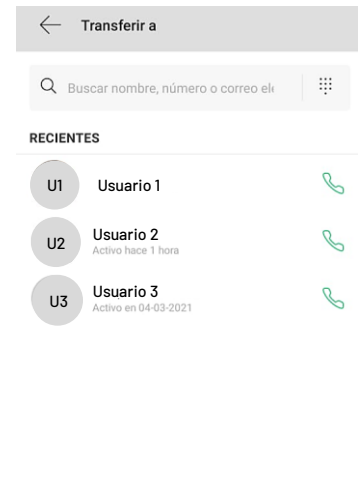 Transferir a
Buscar nombre, número o correo ele
RECIENTES
U1 Usuario 1
U2 Usuario 2
Activo hace 1 hora
U3 Usuario 3
Activo en 04-03-2021